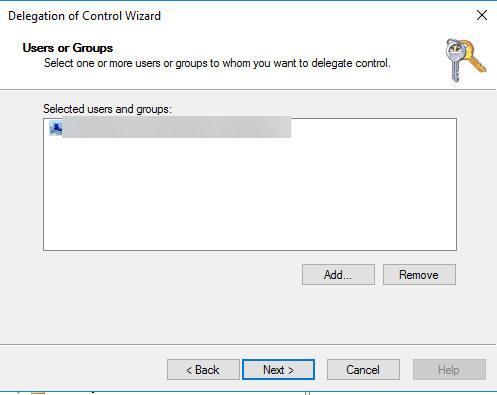 Delegation of Control Wizard
Users or Groups
Select one or more users or groups to whom you want to delegate control.
Selected users and groups:
Add...
Remove
< Back
Next >
Cancel
Help